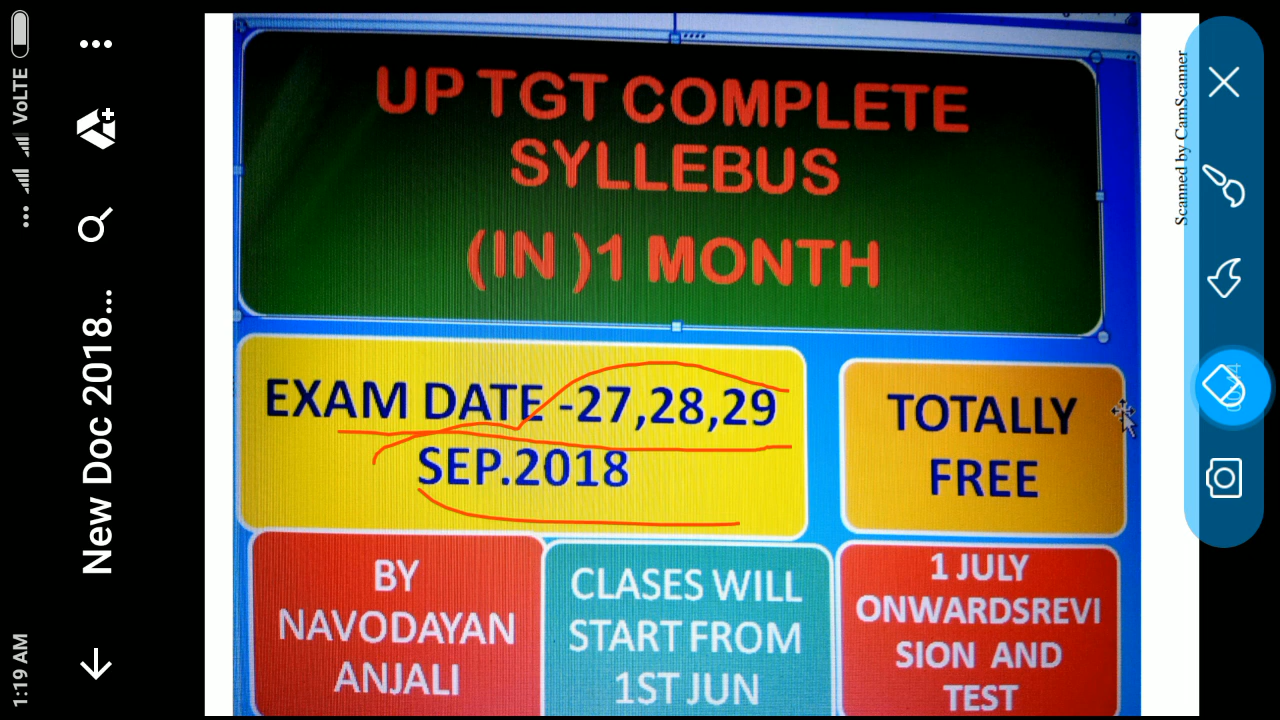 UP TGT COMPLETE
SYLLEBUS
(IN )1 MONTH
EXAM DATE -27,28,29
SEP.2018
TOTALLY
FREE
BY
NAVODAYAN
ANJALI
CLASES WILL
START FROM
1ST JUN
1 JULY
ONWARDSREVI
SION AND
TEST
Scanned by CamScanner
New Doc 2018...
1:19 AM
VoLTE